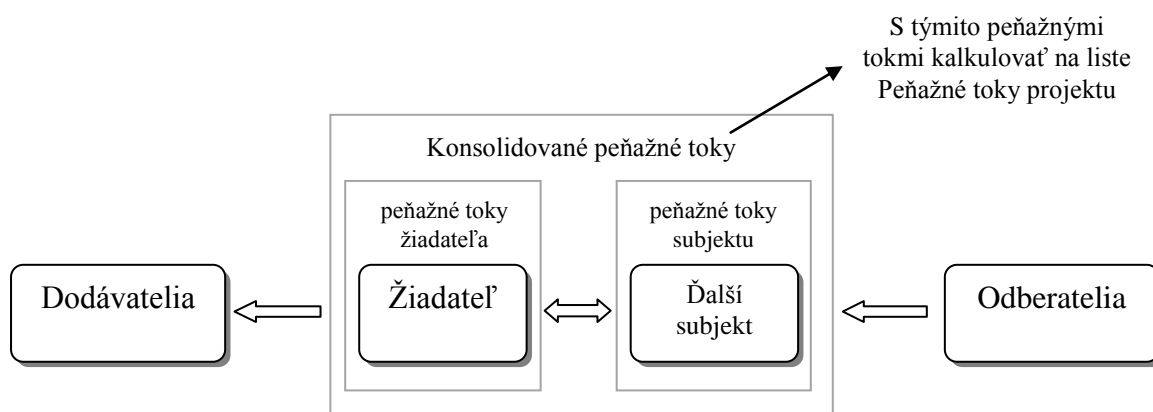 S týmito peňažnými
tokmi kalkulovať na liste
Peňažné toky projektu
Konsolidované peňažné toky
peňažné toky
žiadateľa
peňažné toky
subjektu
Dodávatelia
Žiadateľ
Ďalší
subjekt
Odberatelia